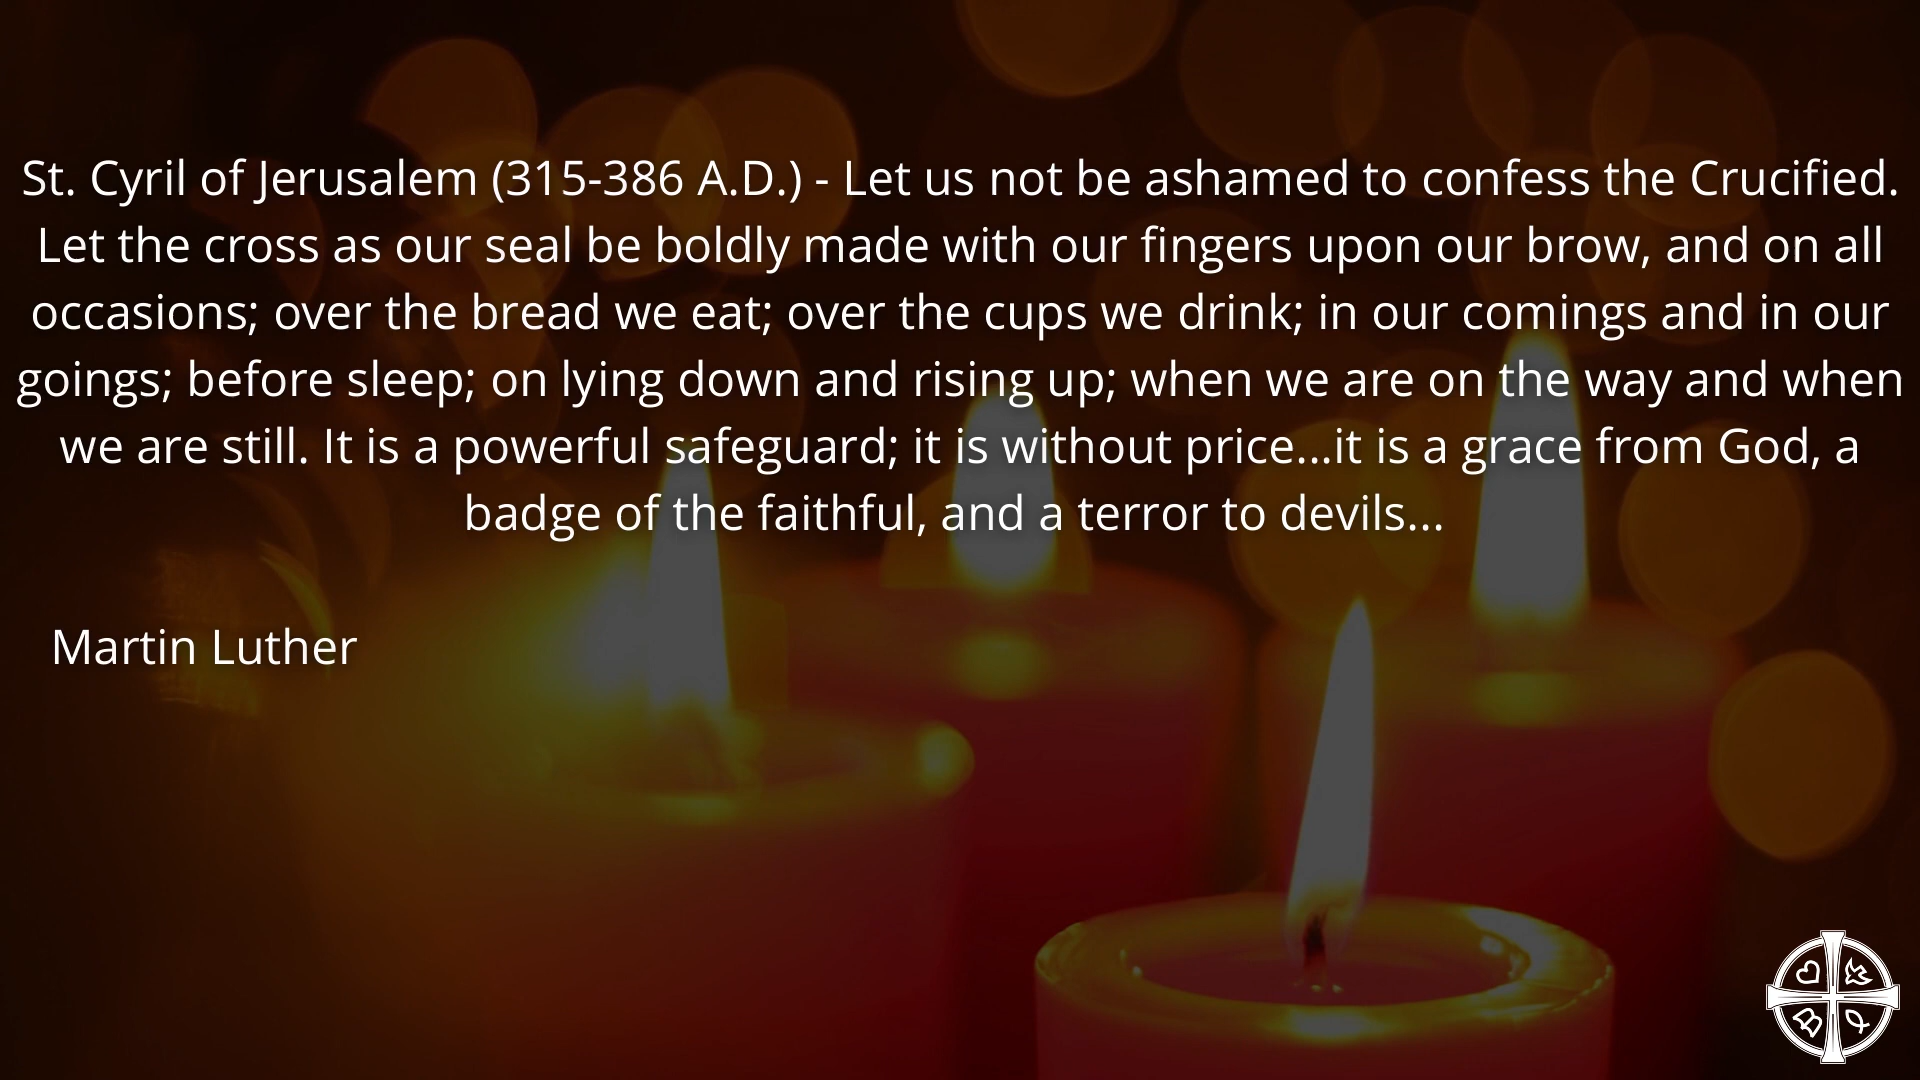 St. Cyril of Jerusalem (315-386 A.D.) - Let us not be ashamed to confess the Crucified.
Let the cross as our seal be boldly made with our fingers upon our brow, and on all
occasions; over the bread we eat; over the cups we drink; in our comings and in our
goings; before sleep; on lying down and rising up; when we are on the way and when
we are still. It is a powerful safeguard; it is without price...it is a grace from God, a
badge of the faithful, and a terror to devils...
Martin Luther